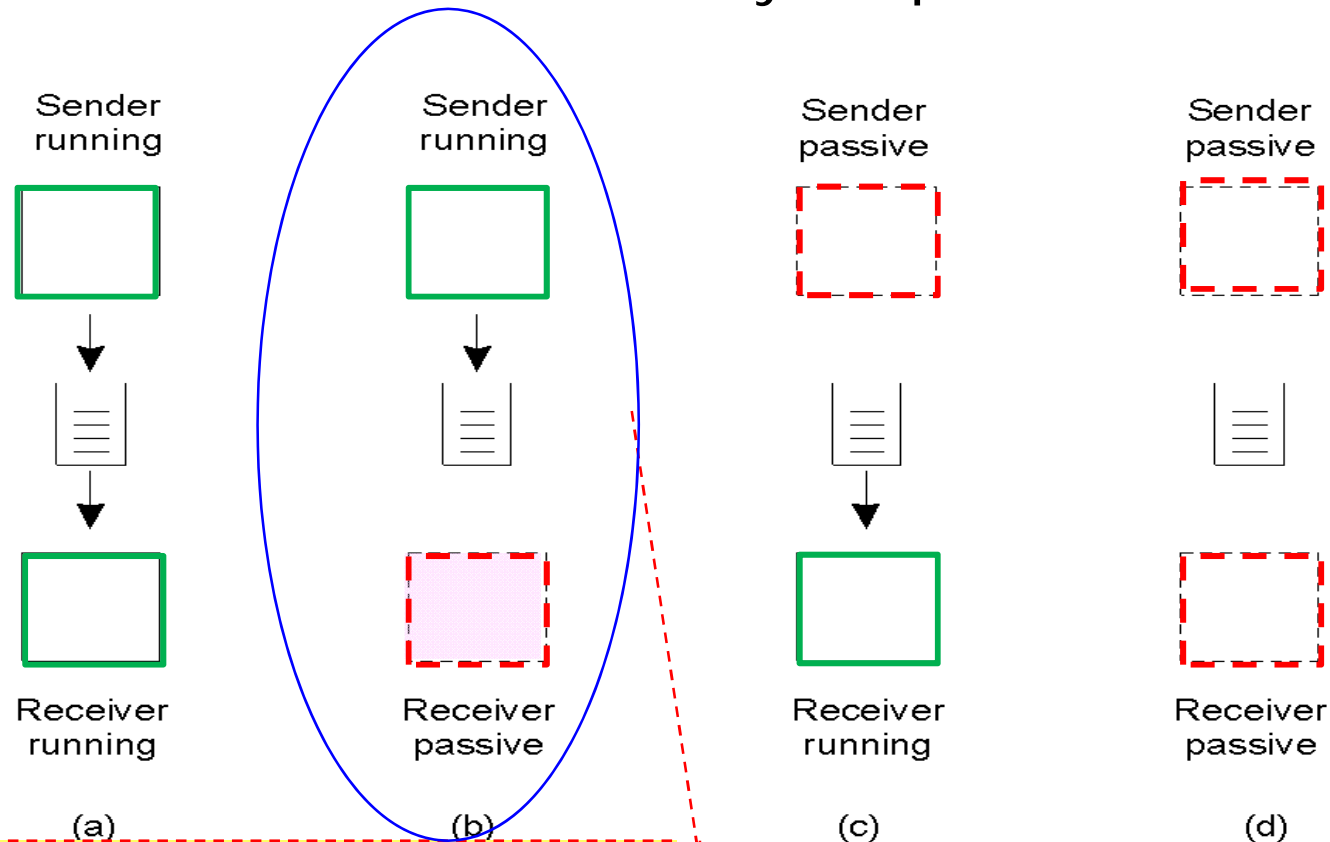 Sender
running
Sender
running
Sender
passive
Sender
passive
Receiver
running
Receiver
passive
Receiver
running
Receiver
passive
(a)
(b)
(c)
(d)